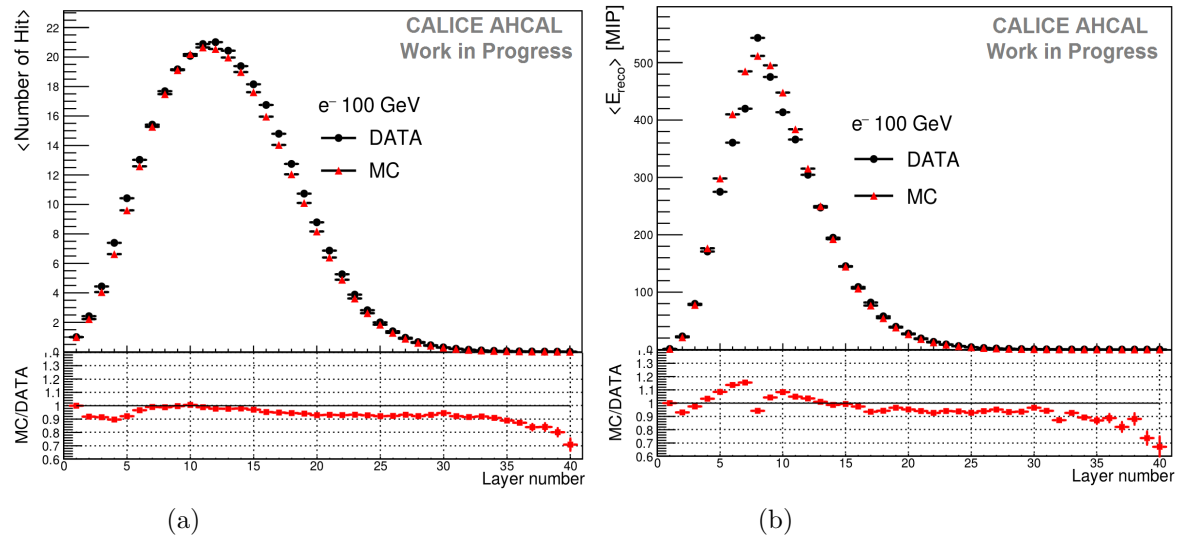 <Number of Hit>
22
20
18
16
14
12
10
8
6
4
2
CALICE AHCAL
Work in Progress
e⁻ 100 GeV
DATA
MC
MC/DATA
1.3
1.2
1.1
1
0.9
0.8
0.7
0.6
0 5 10 15 20 25 30 35 40
Layer number
(a)
<E_reco> [MIP]
500
400
300
200
100
CALICE AHCAL
Work in Progress
e⁻ 100 GeV
DATA
MC
MC/DATA
1.3
1.2
1.1
1
0.9
0.8
0.7
0.6
0 5 10 15 20 25 30 35 40
Layer number
(b)